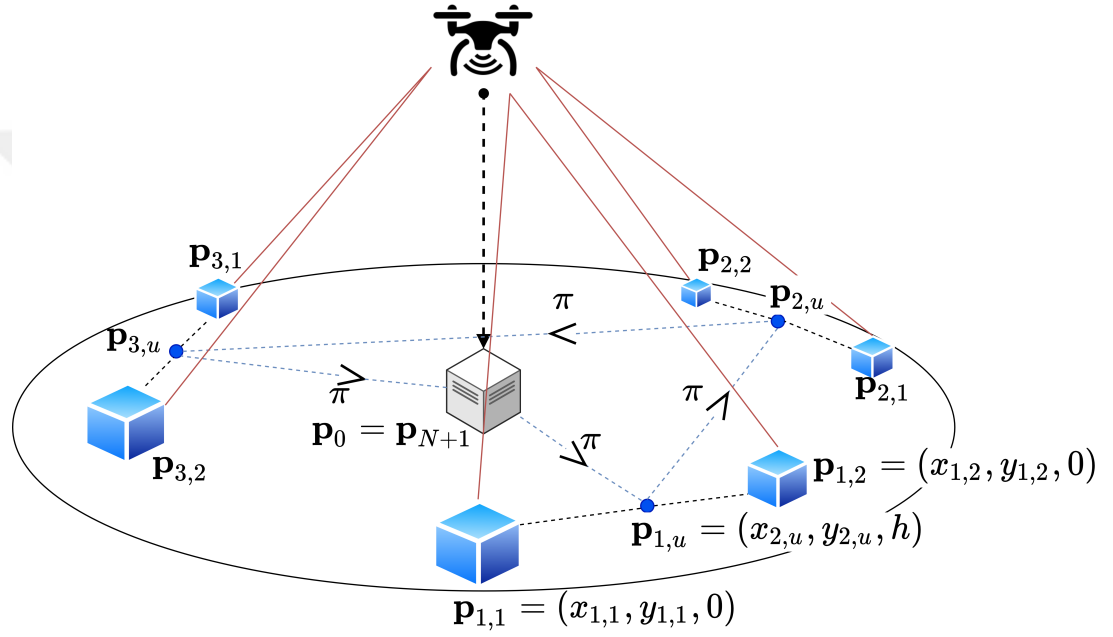 p_{3,1}
p_{2,2}
p_{2,u}
π
p_{3,u}
π
π
p_{2,1}
p_0 = p_{N+1}
π
p_{3,2}
p_{1,2} = (x_{1,2}, y_{1,2}, 0)
p_{1,u} = (x_{2,u}, y_{2,u}, h)
p_{1,1} = (x_{1,1}, y_{1,1}, 0)